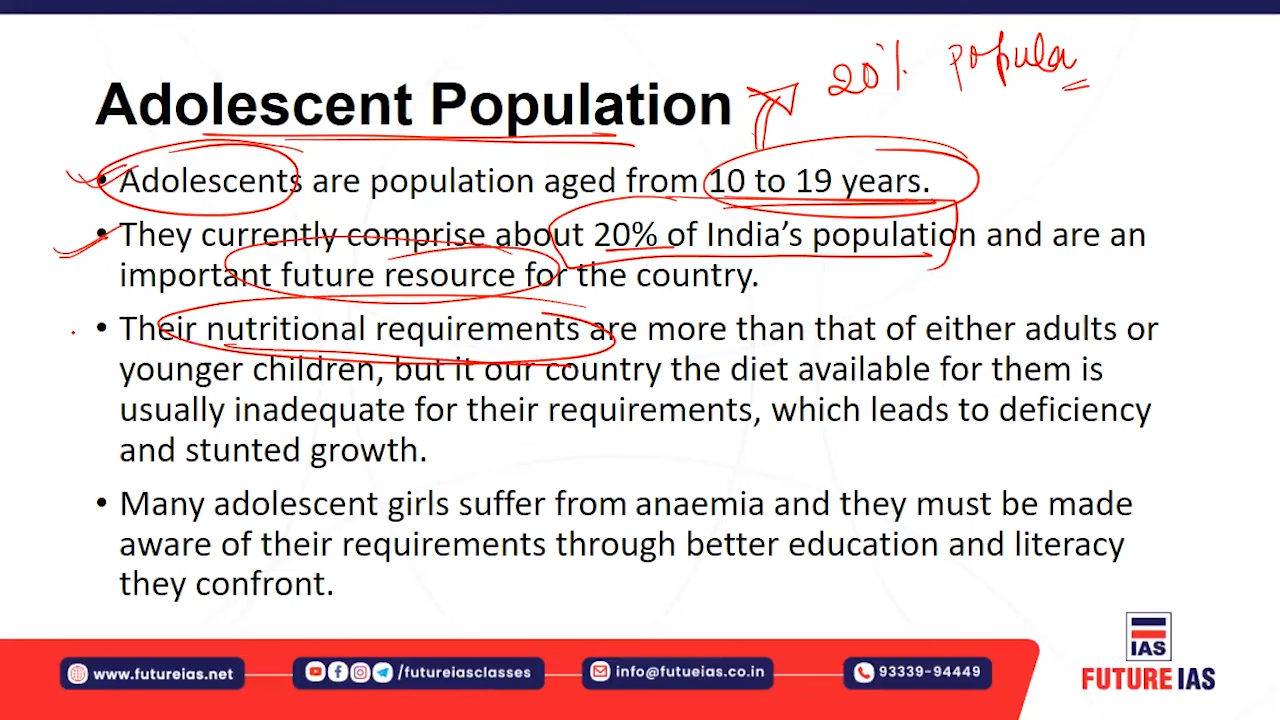 20% popula
Adolescent Population
• Adolescents are population aged from 10 to 19 years.
• They currently comprise about 20% of India's population and are an
important future resource for the country.
• Their nutritional requirements are more than that of either adults or
younger children, but it our country the diet available for them is
usually inadequate for their requirements, which leads to deficiency
and stunted growth.
• Many adolescent girls suffer from anaemia and they must be made
aware of their requirements through better education and literacy
they confront.
IAS
www.futureias.net
/futureiasclasses
info@futueias.co.in
93339-94449
FUTURE IAS